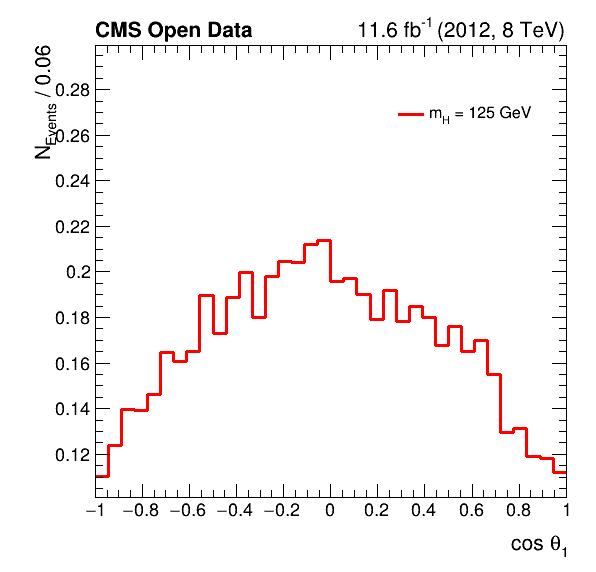 CMS Open Data 11.6 fb⁻¹ (2012, 8 TeV)
N_Events / 0.06
m_H = 125 GeV
0.28
0.26
0.24
0.22
0.2
0.18
0.16
0.14
0.12
−1 −0.8 −0.6 −0.4 −0.2 0 0.2 0.4 0.6 0.8 1
cos θ₁